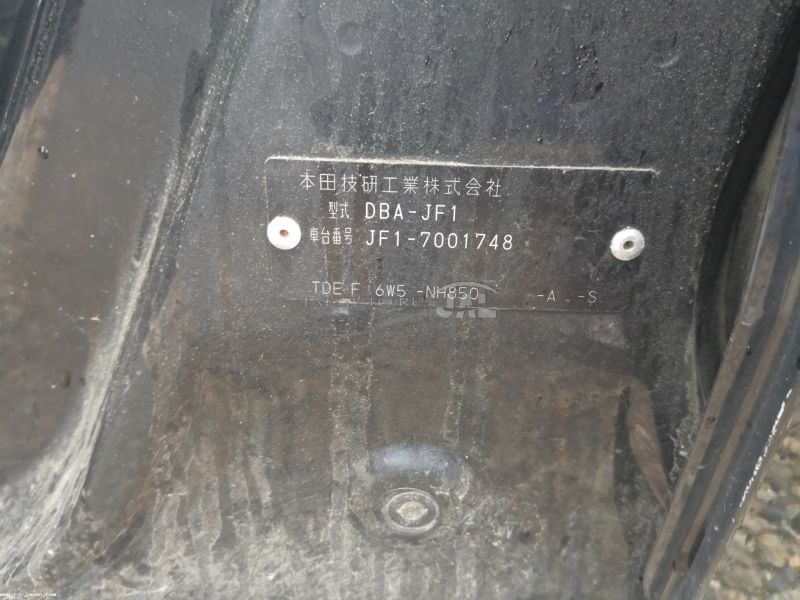 本田技研工業株式会社
型式 DBA-JF1
車台番号 JF1-7001748
TDE-F 6W5 -NH850 -A -S
JAL